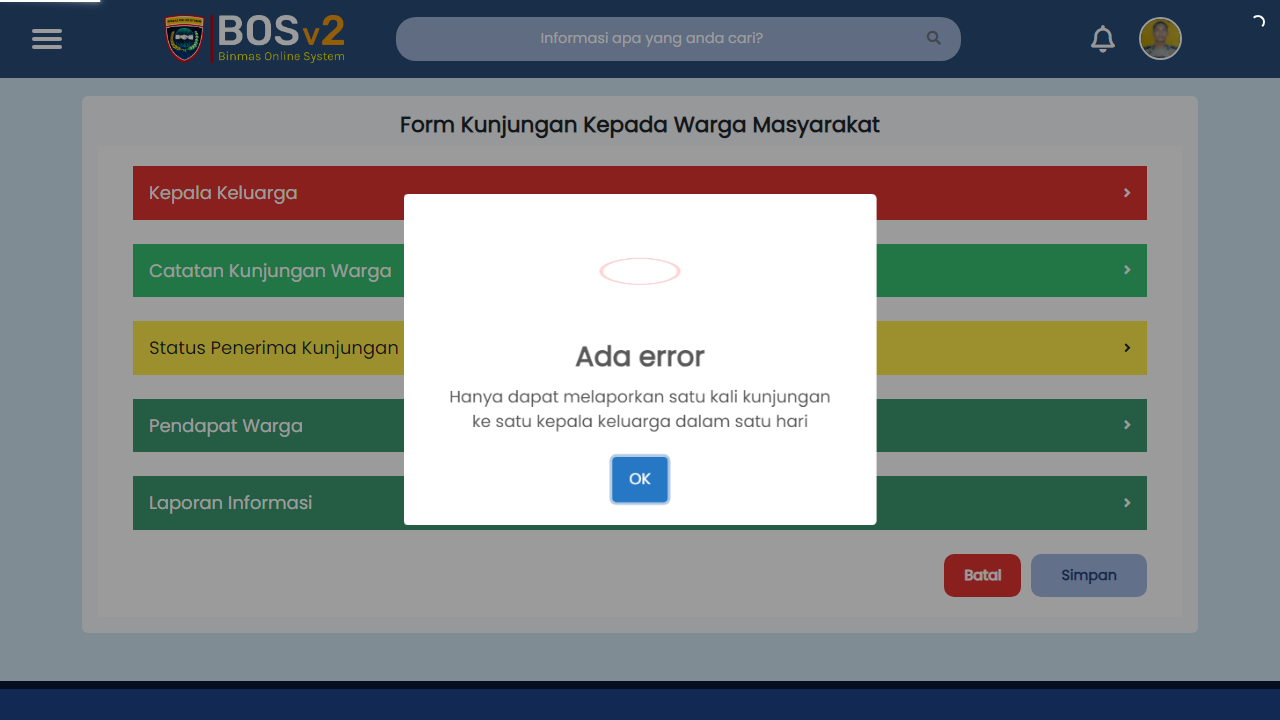 BOSv2
Binmas Online System
Informasi apa yang anda cari?
Form Kunjungan Kepada Warga Masyarakat
Kepala Keluarga
Catatan Kunjungan Warga
Status Penerima Kunjungan
Pendapat Warga
Laporan Informasi
Ada error
Hanya dapat melaporkan satu kali kunjungan
ke satu kepala keluarga dalam satu hari
OK
Batal
Simpan